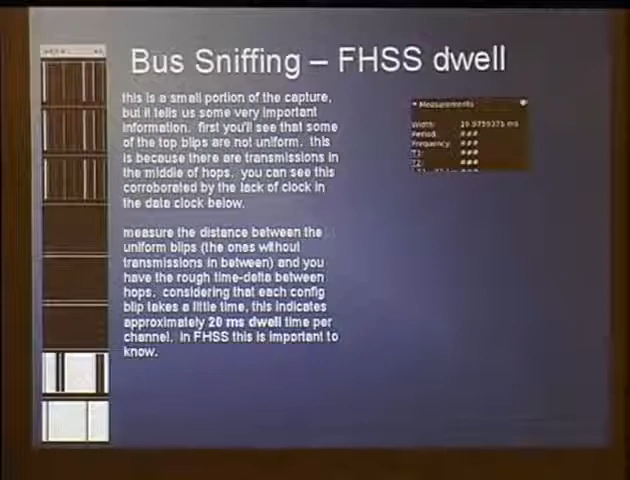 Bus Sniffing – FHSS dwell
this is a small portion of the capture,
but it tells us some very important
information. first you'll see that some
of the top blips are not uniform. this
is because there are transmissions in
the middle of hops. you can see this
corroborated by the lack of clock in
the data clock below.
measure the distance between the
uniform blips (the ones without
transmissions in between) and you
have the rough time-delta between
hops. considering that each config
blip takes a little time, this indicates
approximately 20 ms dwell time per
channel. in FHSS this is important to
know.
Measurements
Width: 19.9759375 ms
Period: ###
Frequency: ###
T1: ###
T2: ###